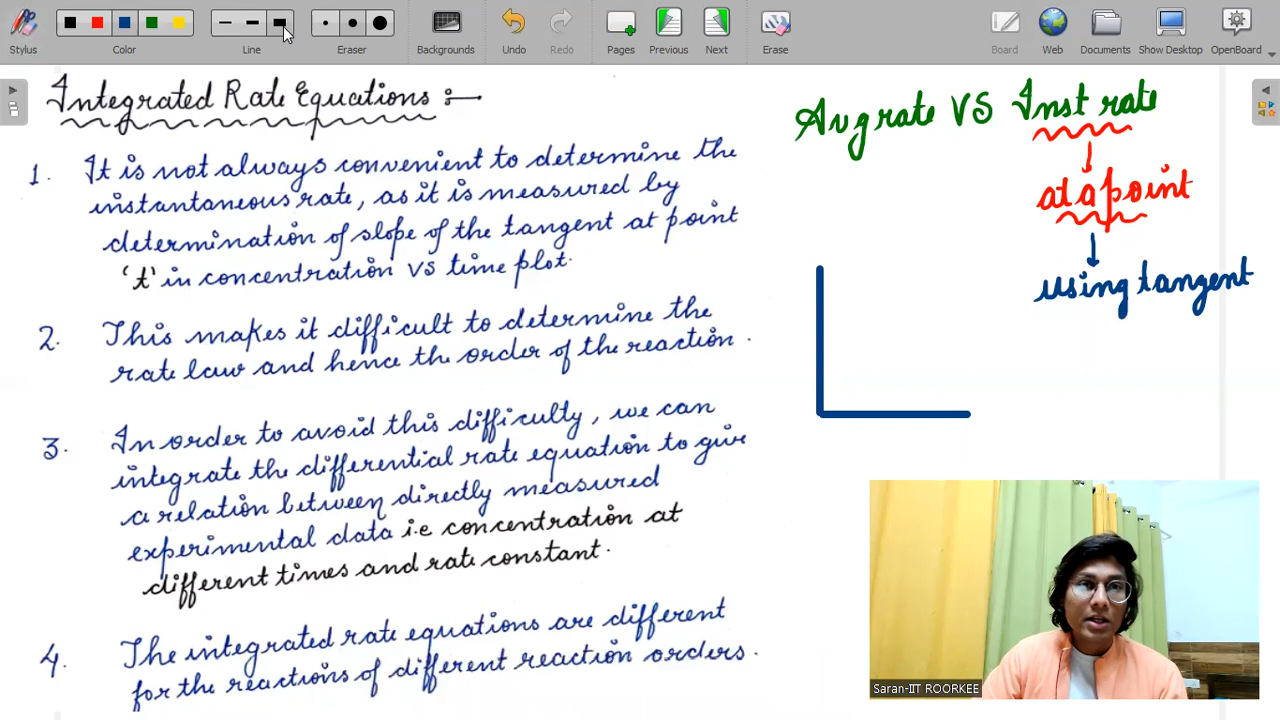 Stylus
Color
Line
Eraser
Backgrounds
Undo
Redo
Pages
Previous
Next
Erase
Board
Web
Documents
Show Desktop
OpenBoard
Integrated Rate Equations :-
1. It is not always convenient to determine the
instantaneous rate, as it is measured by
determination of slope of the tangent at point
't' in concentration vs time plot.
2. This makes it difficult to determine the
rate law and hence the order of the reaction.
3. In order to avoid this difficulty, we can
integrate the differential rate equation to give
a relation between directly measured
experimental data i.e concentration at
different times and rate constant.
4. The integrated rate equations are different
for the reactions of different reaction orders.
Avg rate VS Inst rate
at a point
using tangent
Saran-IIT ROORKEE